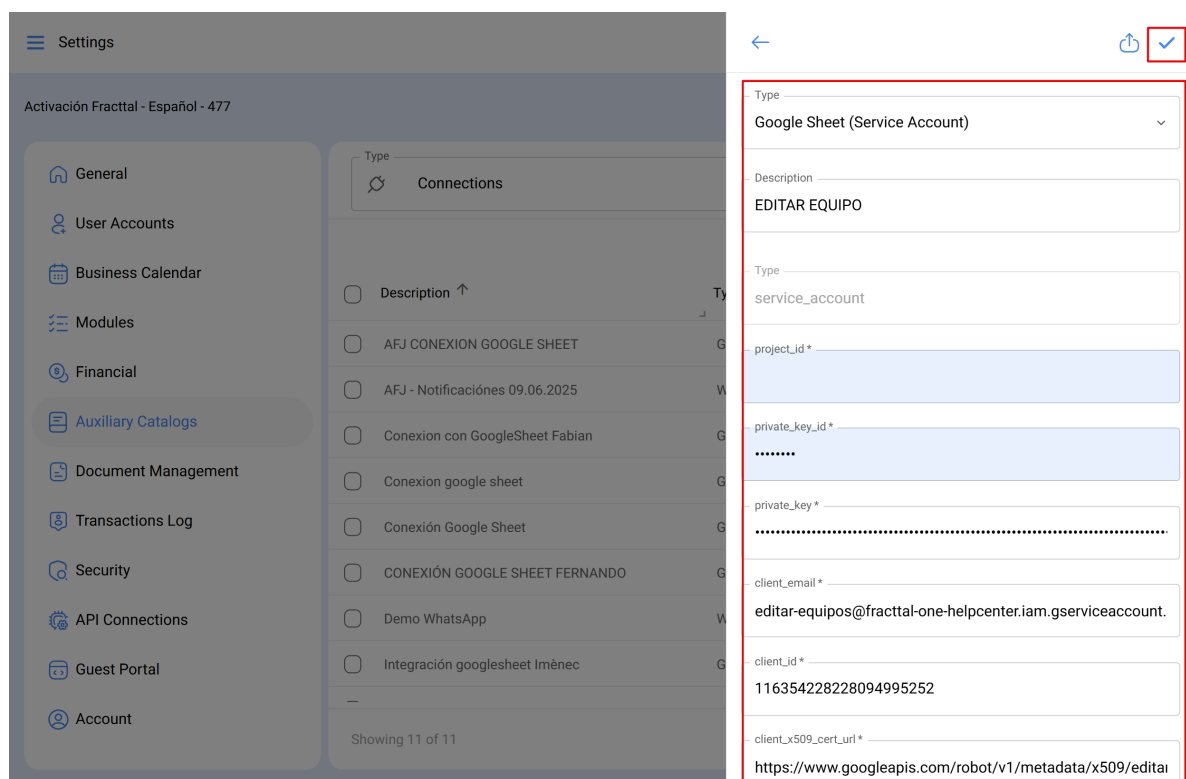 Settings
Activación Fracttal - Español - 477
General
User Accounts
Business Calendar
Modules
Financial
Auxiliary Catalogs
Document Management
Transactions Log
Security
API Connections
Guest Portal
Account
Type
Connections
Description
Ty
AFJ CONEXION GOOGLE SHEET
G
AFJ - Notificaciónes 09.06.2025
W
Conexion con GoogleSheet Fabian
G
Conexion google sheet
G
Conexión Google Sheet
G
CONEXIÓN GOOGLE SHEET FERNANDO
G
Demo WhatsApp
W
Integración googlesheet Imènec
G
Showing 11 of 11
Type
Google Sheet (Service Account)
Description
EDITAR EQUIPO
Type
service_account
project_id *
private_key_id *
••••••••
private_key *
client_email *
editar-equipos@fracttal-one-helpcenter.iam.gserviceaccount.
client_id *
116354228228094995252
client_x509_cert_url *
https://www.googleapis.com/robot/v1/metadata/x509/editar